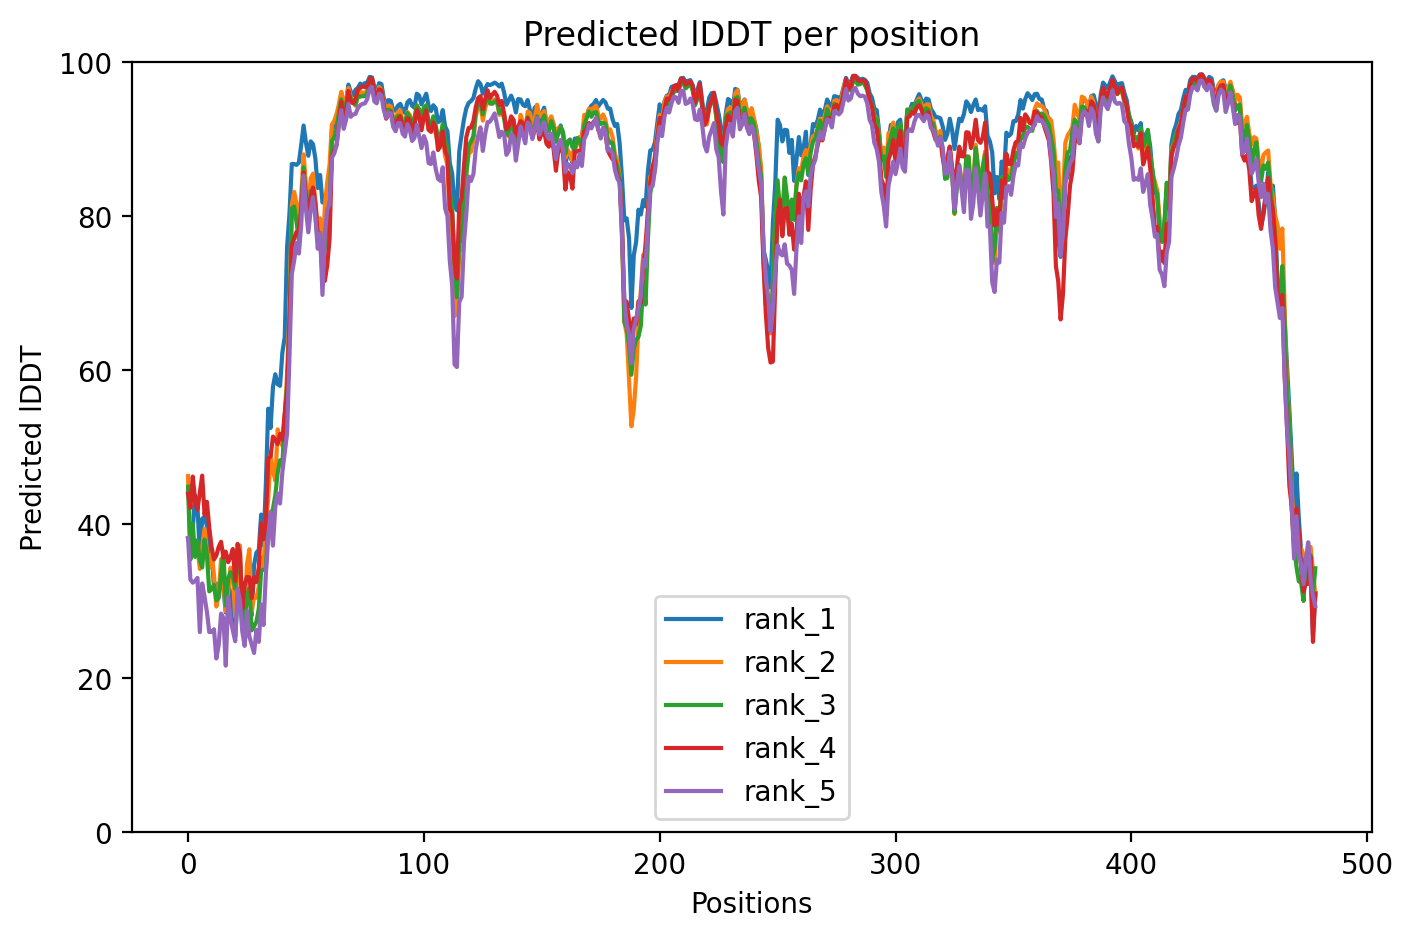 Predicted lDDT per position
100
80
60
40
20
0
Predicted lDDT
0 100 200 300 400 500
Positions
rank_1
rank_2
rank_3
rank_4
rank_5